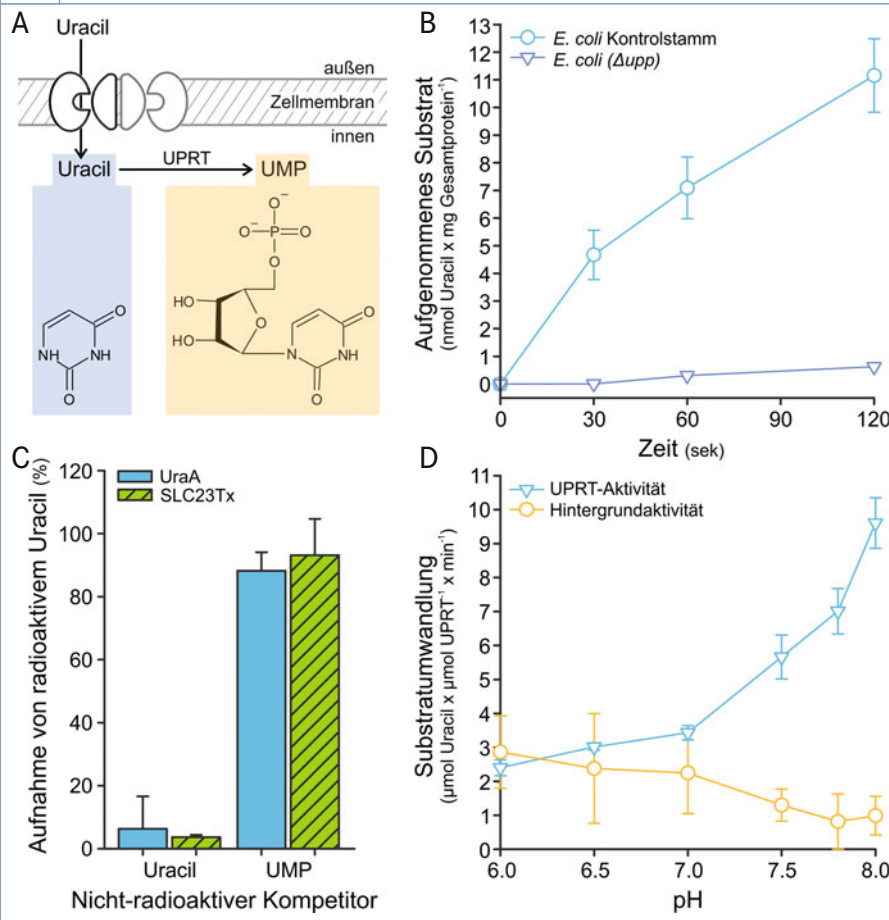 A
Uracil
außen
Zellmembran
innen
Uracil
UPRT
UMP
O
O
P
O
O
O
HO
O
HO
O
NH
NH
O
N
NH
O
B
13
12
11
10
9
8
7
6
5
4
3
2
1
0
Aufgenommenes Substrat
(nmol Uracil x mg Gesamtprotein⁻¹)
E. coli Kontrolstamm
E. coli (Δupp)
0
30
60
90
120
Zeit (sek)
C
120
100
80
60
40
20
0
Aufnahme von radioaktivem Uracil (%)
UraA
SLC23Tx
Uracil
UMP
Nicht-radioaktiver Kompetitor
D
11
10
9
8
7
6
5
4
3
2
1
0
Substratumwandlung
(µmol Uracil x µmol UPRT⁻¹ x min⁻¹)
UPRT-Aktivität
Hintergrundaktivität
6.0
6.5
7.0
7.5
8.0
pH